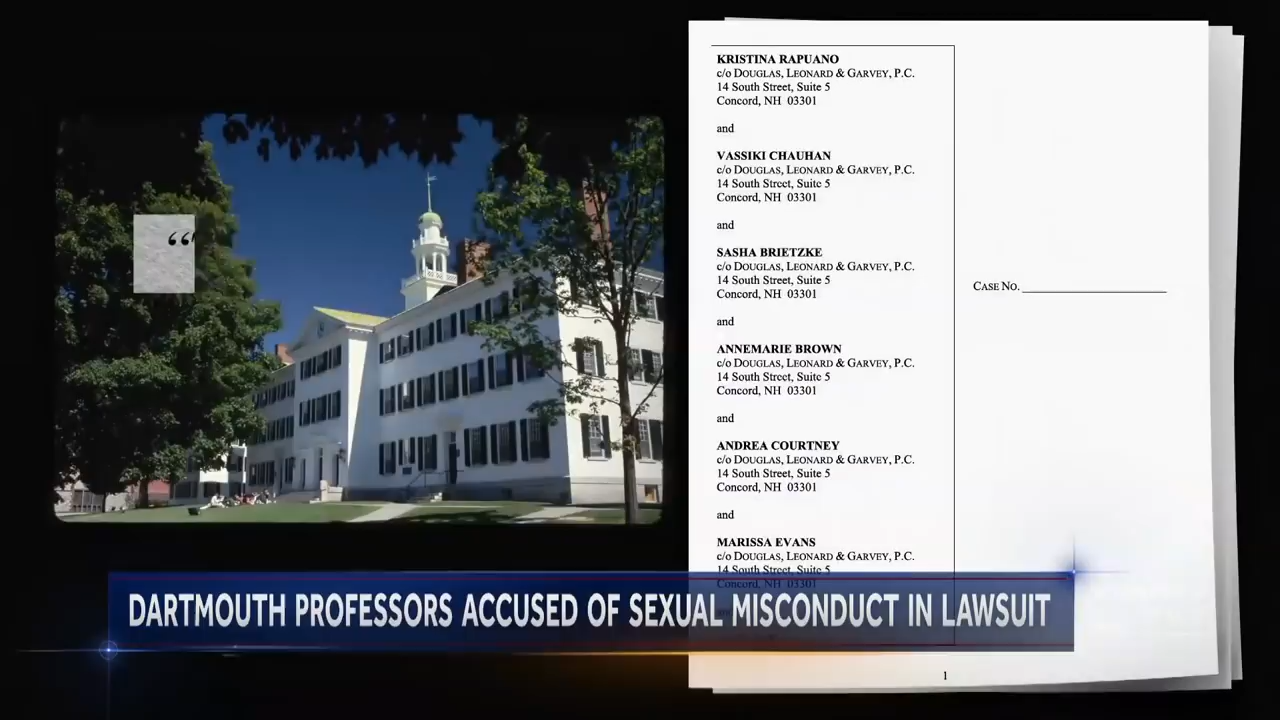 “
KRISTINA RAPUANO
c/o DOUGLAS, LEONARD & GARVEY, P.C.
14 South Street, Suite 5
Concord, NH 03301
and
VASSIKI CHAUHAN
c/o DOUGLAS, LEONARD & GARVEY, P.C.
14 South Street, Suite 5
Concord, NH 03301
and
SASHA BRIETZKE
c/o DOUGLAS, LEONARD & GARVEY, P.C.
14 South Street, Suite 5
Concord, NH 03301
and
ANNEMARIE BROWN
c/o DOUGLAS, LEONARD & GARVEY, P.C.
14 South Street, Suite 5
Concord, NH 03301
and
ANDREA COURTNEY
c/o DOUGLAS, LEONARD & GARVEY, P.C.
14 South Street, Suite 5
Concord, NH 03301
and
MARISSA EVANS
c/o DOUGLAS, LEONARD & GARVEY, P.C.
14 South Street, Suite 5
Concord, NH 03301
CASE NO. ____________________
DARTMOUTH PROFESSORS ACCUSED OF SEXUAL MISCONDUCT IN LAWSUIT
1